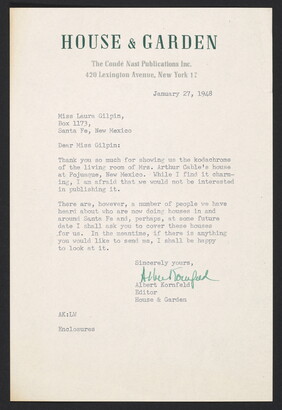 HOUSE & GARDEN
The Conde Nast Publications Inc.
420 Lexington Avenue, New York 17
January 27, 1948
Miss Laura Gilpin,
Box 1173,
Santa Fe, New Mexico
Dear Miss Gilpin:
Thank you so much for showing us the kodachrome
of the living room of Mrs. Arthur Gable's house
at Pojuaque, New Mexico. While I find it charm-
ing, I am afraid that we would not be interested
in publishing it.
There are, however, a number of people we have
heard about who are now doing houses in and
around Santa Fe and, perhaps, at some future
date I shall ask you to cover these houses
for us. In the meantime, if there is anything
you would like to send me, I shall be happy
to look at it.
Sincerely yours,
Albert Kornfeld
Albert Kornfeld
Editor
House & Garden
AK:LW
Enclosures